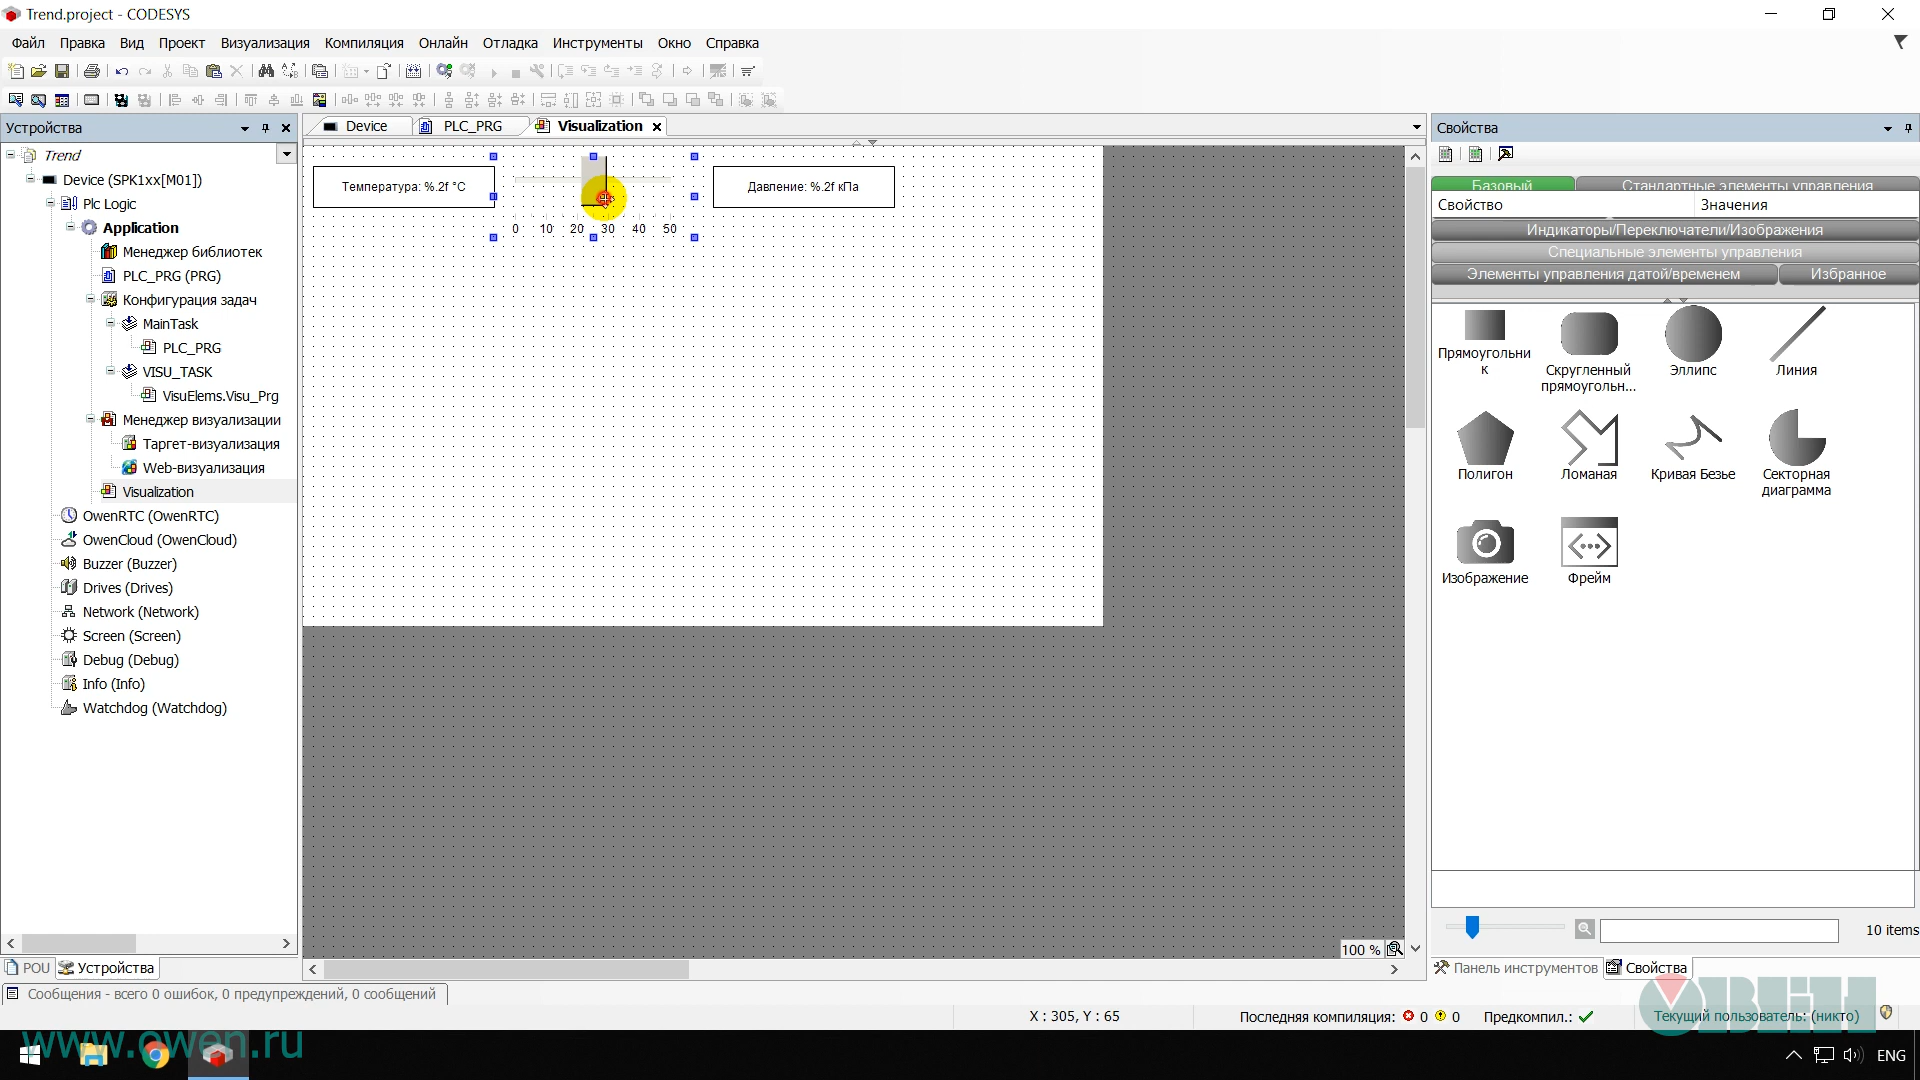 Trend.project - CODESYS
Файл Правка Вид Проект Визуализация Компиляция Онлайн Отладка Инструменты Окно Справка
Устройства
Device PLC_PRG Visualization
Свойства
Trend
Device (SPK1xx[M01])
Plc Logic
Application
Менеджер библиотек
PLC_PRG (PRG)
Конфигурация задач
MainTask
PLC_PRG
VISU_TASK
VisuElems.Visu_Prg
Менеджер визуализации
Таргет-визуализация
Web-визуализация
Visualization
OwenRTC (OwenRTC)
OwenCloud (OwenCloud)
Buzzer (Buzzer)
Drives (Drives)
Network (Network)
Screen (Screen)
Debug (Debug)
Info (Info)
Watchdog (Watchdog)
POU Устройства
Температура: %.2f °C
0 10 20 30 40 50
Давление: %.2f кПа
100 %
Базовый Стандартные элементы управления
Свойство Значения
Индикаторы/Переключатели/Изображения
Специальные элементы управления
Элементы управления датой/временем Избранное
Прямоугольни
к
Скругленный
прямоугольн...
Эллипс
Линия
Полигон
Ломаная
Кривая Безье
Секторная
диаграмма
Изображение
Фрейм
10 items
Панель инструментов Свойства
Сообщения - всего 0 ошибок, 0 предупреждений, 0 сообщений
X : 305, Y : 65
Последняя компиляция: 0 0 Предкомпил.:
Текущий пользователь: (никто)
ОВЕН
www.owen.ru
ENG